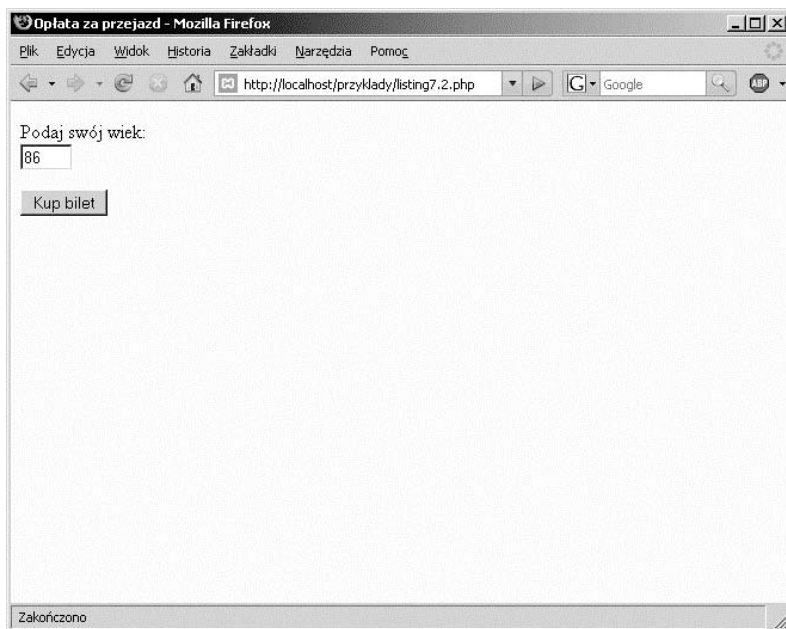 Opłata za przejazd - Mozilla Firefox
Plik Edycja Widok Historia Zakładki Narzędzia Pomoc
http://localhost/przyklady/listing7.2.php G Google ABP
Podaj swój wiek:
86
Kup bilet
Zakończono